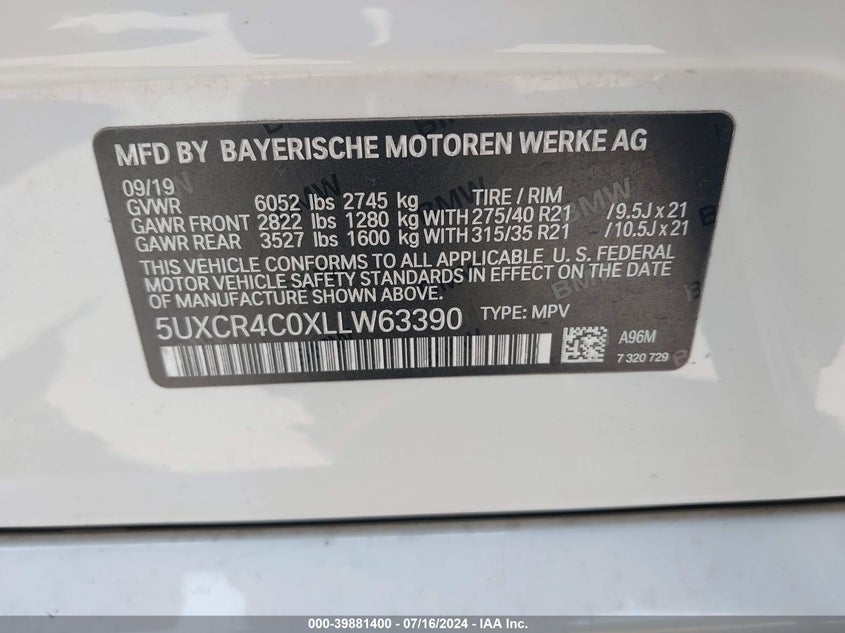 MFD BY BAYERISCHE MOTOREN WERKE AG
09/19
GVWR 6052 lbs 2745 kg TIRE / RIM
GAWR FRONT 2822 lbs 1280 kg WITH 275/40 R21 /9.5J x 21
GAWR REAR 3527 lbs 1600 kg WITH 315/35 R21 /10.5J x 21
THIS VEHICLE CONFORMS TO ALL APPLICABLE U. S. FEDERAL
MOTOR VEHICLE SAFETY STANDARDS IN EFFECT ON THE DATE
OF MANUFACTURE SHOWN ABOVE.
5UXCR4C0XLLW63390 TYPE: MPV
A96M
7 320 729
000-39881400 - 07/16/2024 - IAA Inc.